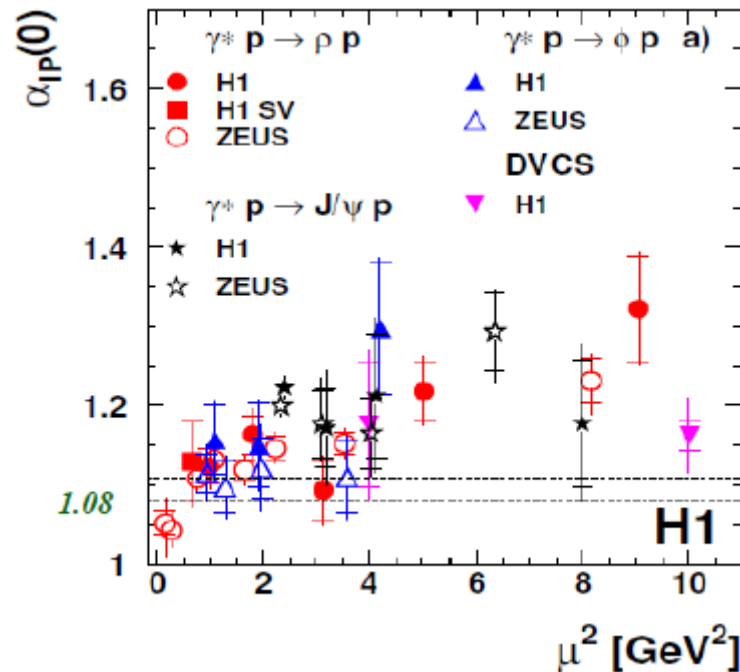 α_IP(0)
γ* p → ρ p
H1
H1 SV
ZEUS
γ* p → J/ψ p
H1
ZEUS
γ* p → ϕ p a)
H1
ZEUS
DVCS
H1
1.6
1.4
1.2
1.08
1
H1
0 2 4 6 8 10
μ² [GeV²]